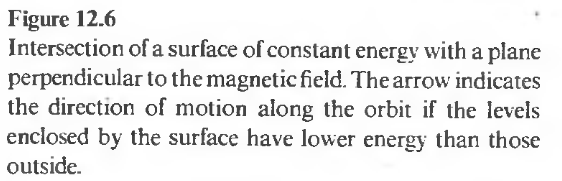 Figure 12.6
Intersection of a surface of constant energy with a plane
perpendicular to the magnetic field. The arrow indicates
the direction of motion along the orbit if the levels
enclosed by the surface have lower energy than those
outside.